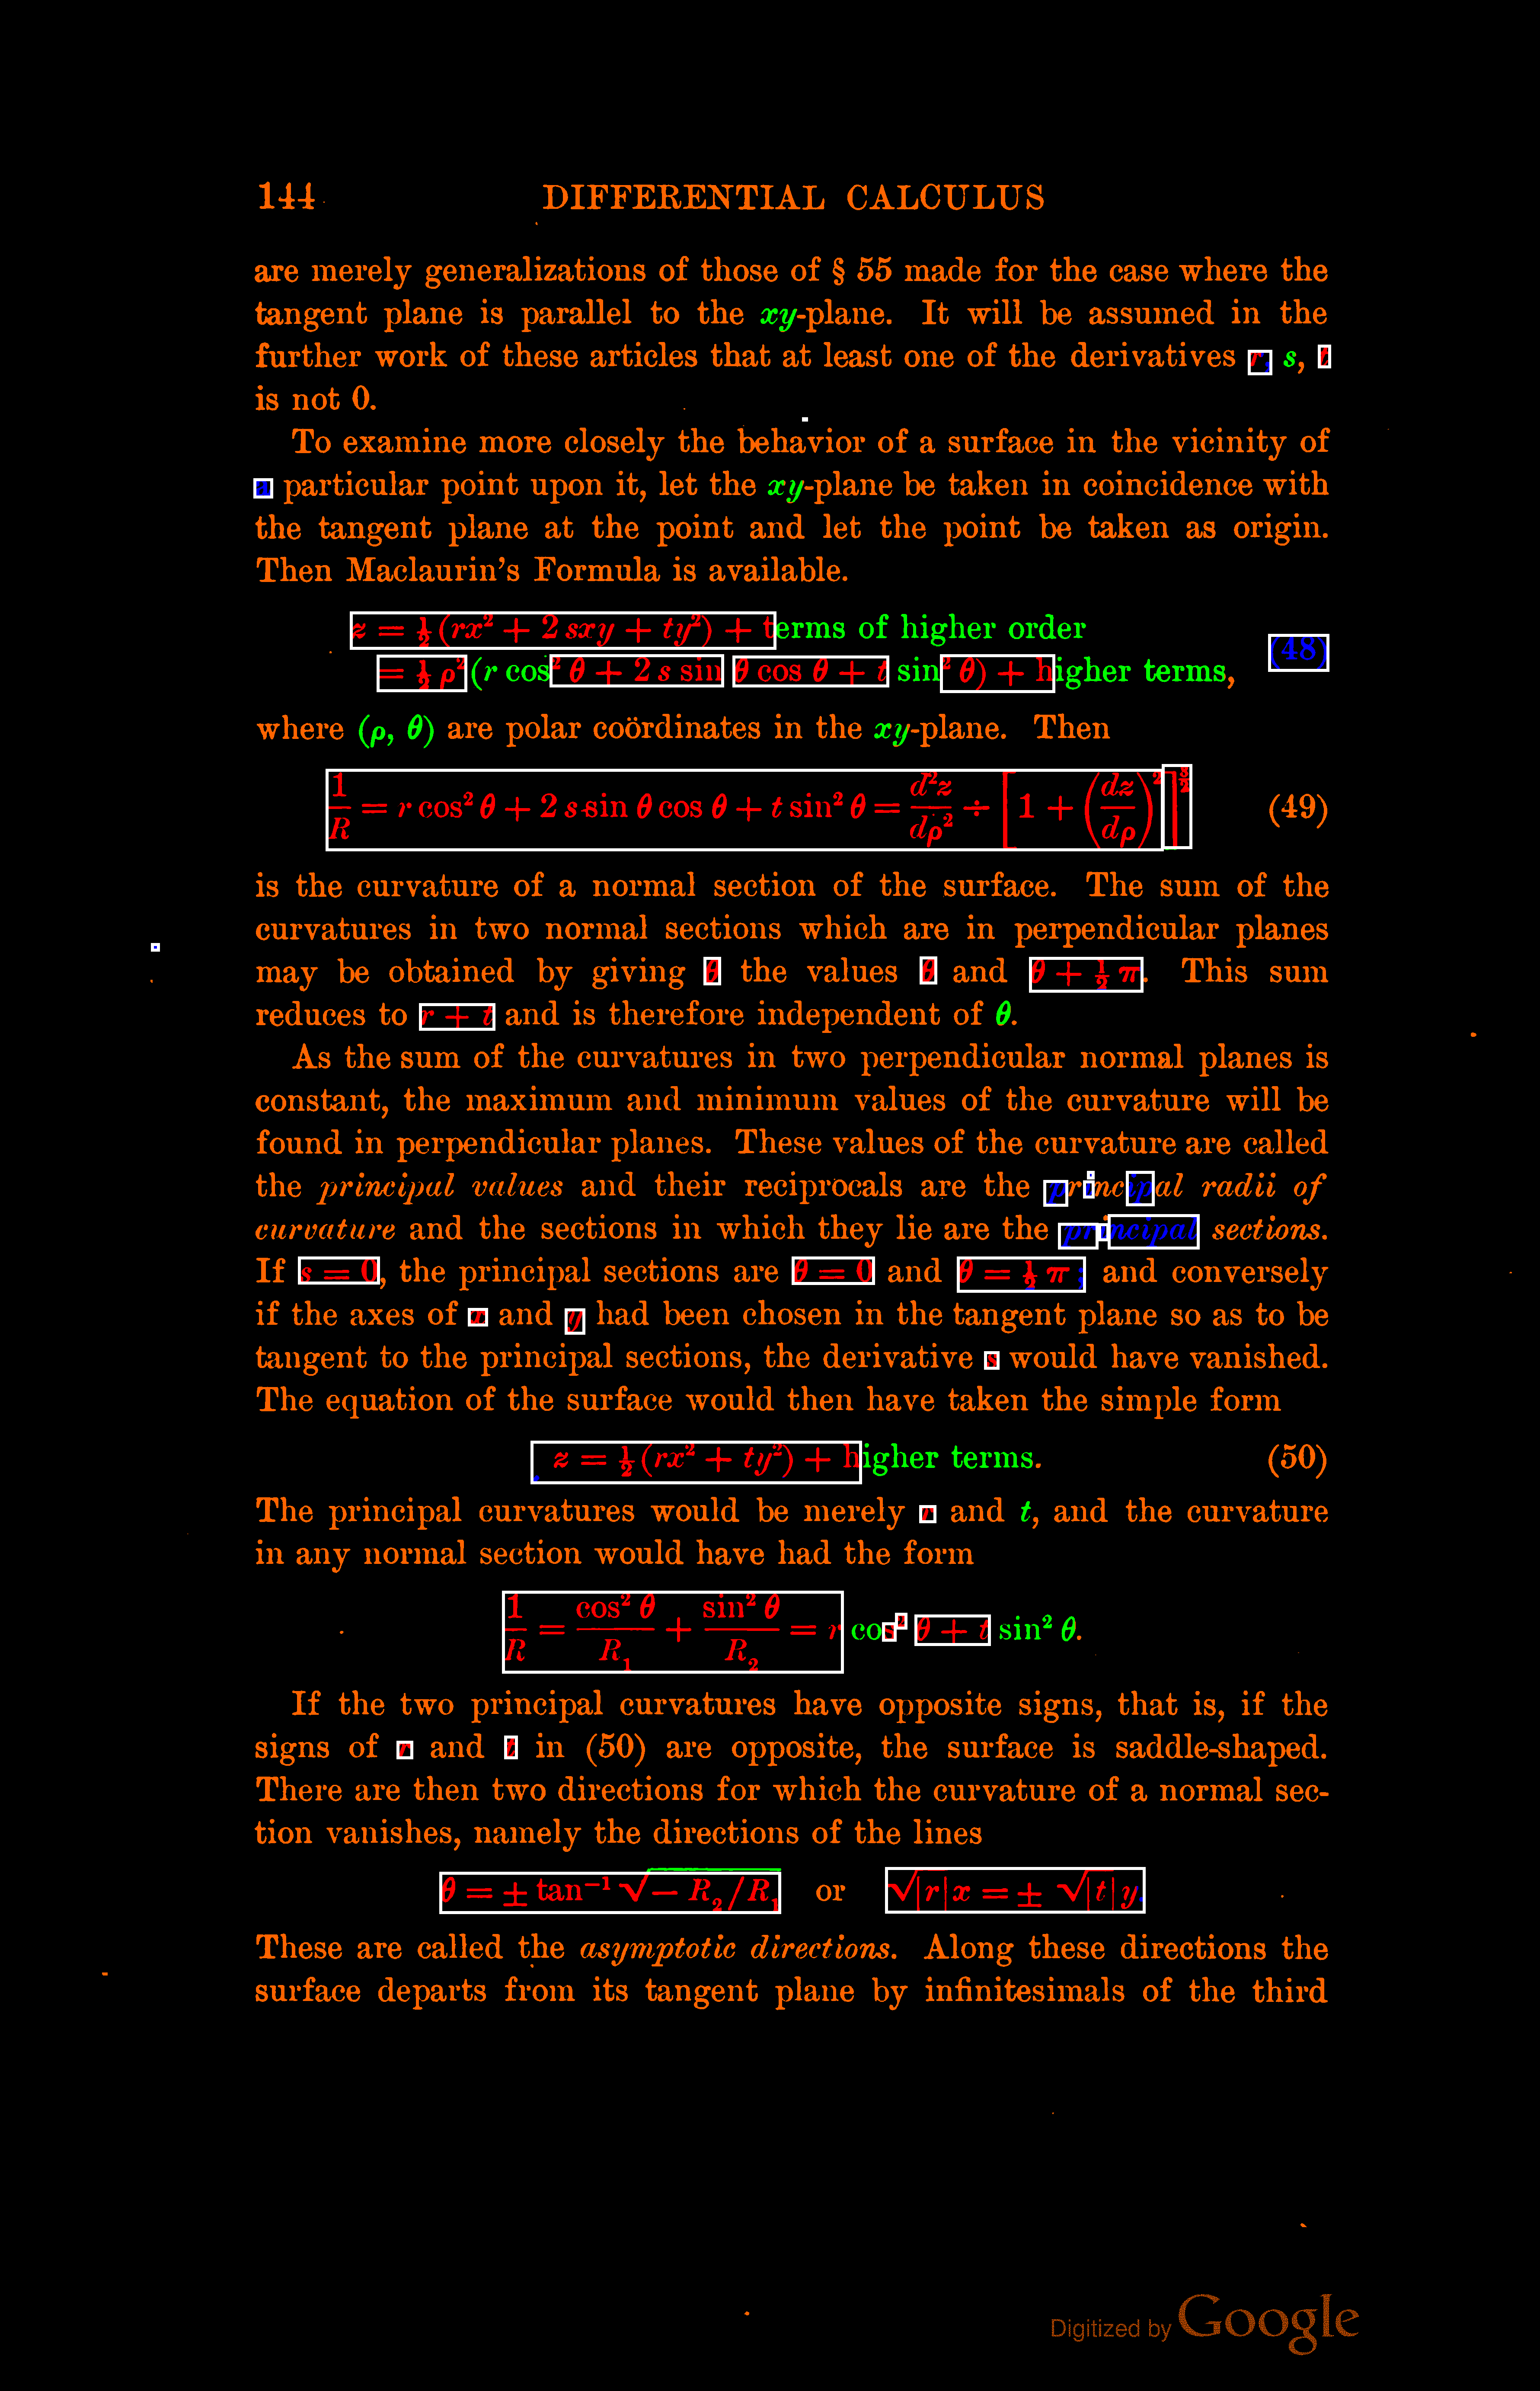 144 DIFFERENTIAL CALCULUS
are merely generalizations of those of § 55 made for the case where the
tangent plane is parallel to the xy-plane. It will be assumed in the
further work of these articles that at least one of the derivatives r, s, t
is not 0.
To examine more closely the behavior of a surface in the vicinity of
a particular point upon it, let the xy-plane be taken in coincidence with
the tangent plane at the point and let the point be taken as origin.
Then Maclaurin's Formula is available.
z = ½ (rx² + 2 sxy + ty²) + terms of higher order
= ½ ρ² (r cos² θ + 2 s sin θ cos θ + t sin² θ) + higher terms, (48)
where (ρ, θ) are polar coördinates in the xy-plane. Then
1/R = r cos² θ + 2 s sin θ cos θ + t sin² θ = d²z/dρ² ÷ [1 + (dz/dρ)²]^{3/2} (49)
is the curvature of a normal section of the surface. The sum of the
curvatures in two normal sections which are in perpendicular planes
may be obtained by giving θ the values θ and θ + ½ π. This sum
reduces to r + t and is therefore independent of θ.
As the sum of the curvatures in two perpendicular normal planes is
constant, the maximum and minimum values of the curvature will be
found in perpendicular planes. These values of the curvature are called
the principal values and their reciprocals are the principal radii of
curvature and the sections in which they lie are the principal sections.
If s = 0, the principal sections are θ = 0 and θ = ½ π; and conversely
if the axes of x and y had been chosen in the tangent plane so as to be
tangent to the principal sections, the derivative s would have vanished.
The equation of the surface would then have taken the simple form
z = ½ (rx² + ty²) + higher terms. (50)
The principal curvatures would be merely r and t, and the curvature
in any normal section would have had the form
1/R = cos² θ/R₁ + sin² θ/R₂ = r cos² θ + t sin² θ.
If the two principal curvatures have opposite signs, that is, if the
signs of r and t in (50) are opposite, the surface is saddle-shaped.
There are then two directions for which the curvature of a normal sec-
tion vanishes, namely the directions of the lines
θ = ± tan⁻¹ √− R₂/R₁ or √|r| x = ± √|t| y.
These are called the asymptotic directions. Along these directions the
surface departs from its tangent plane by infinitesimals of the third
Digitized by Google